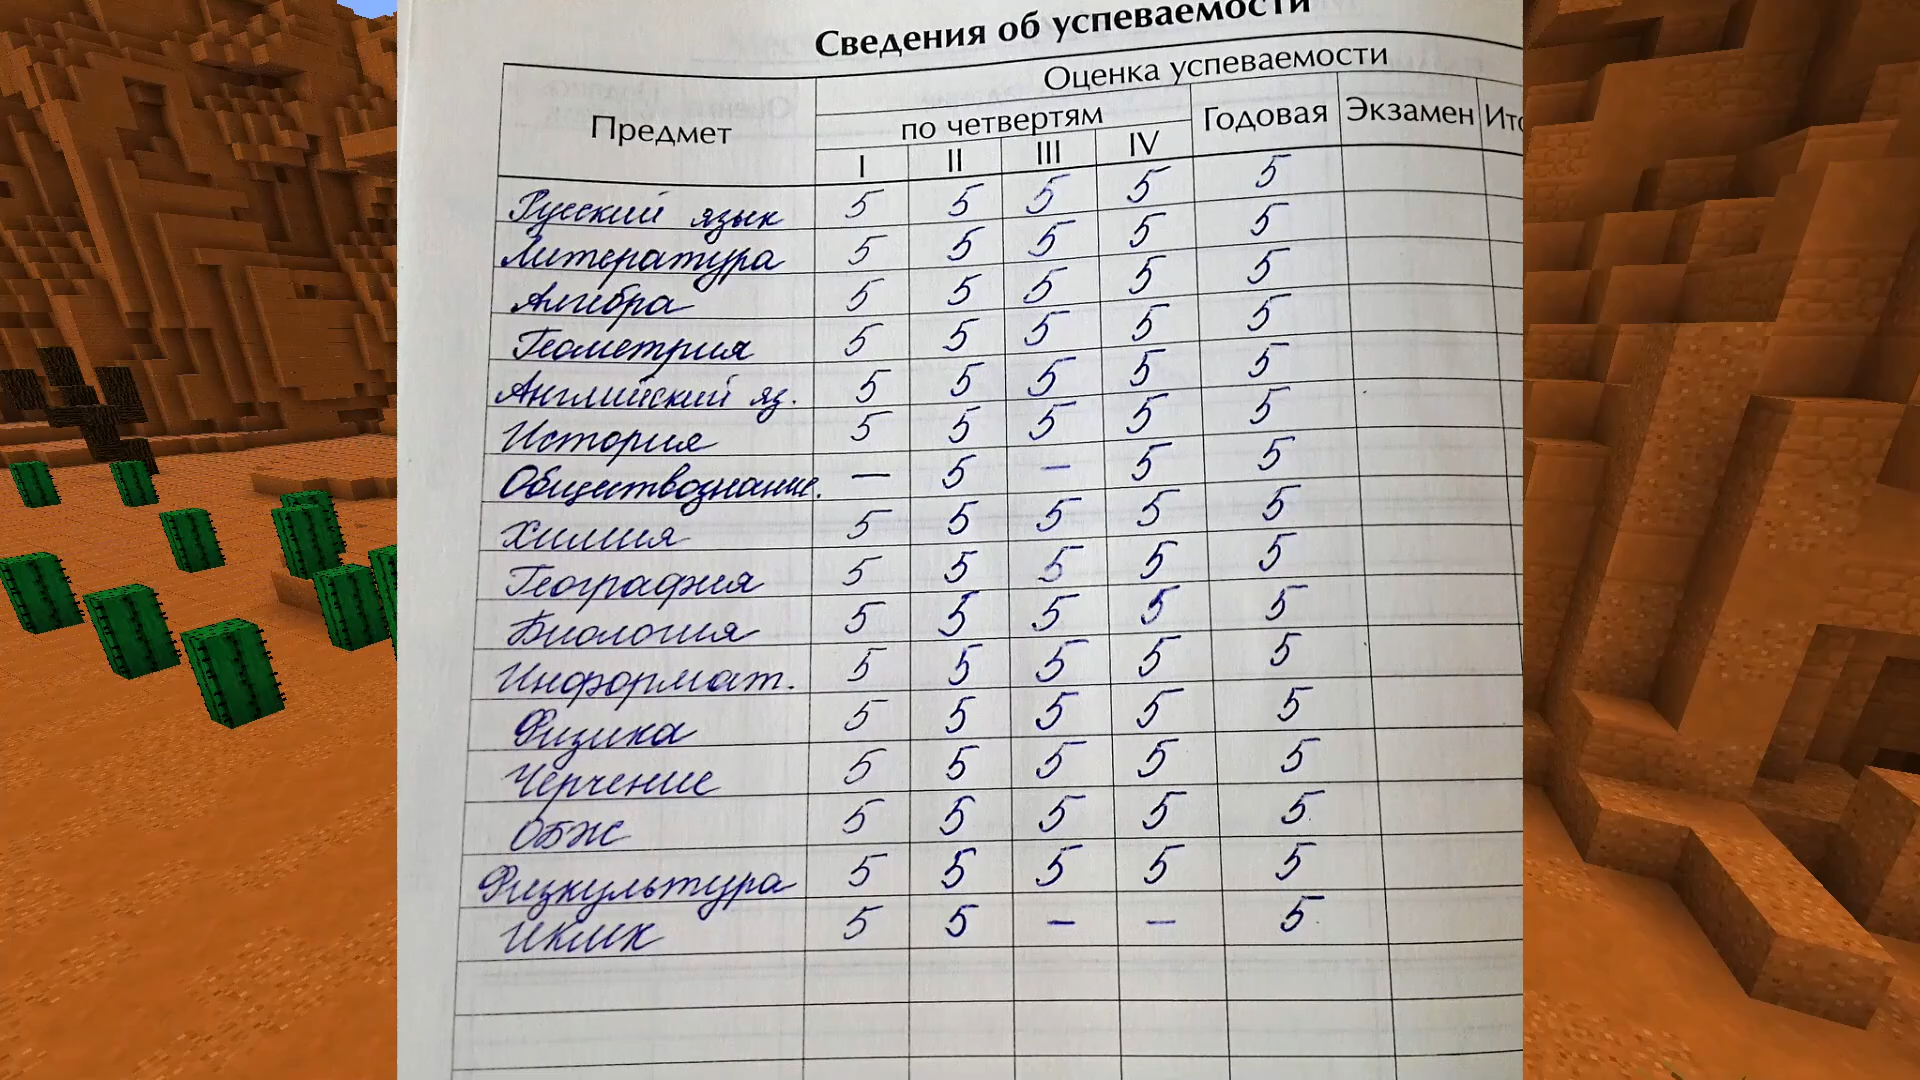 Сведения об успеваемости
Предмет
Оценка успеваемости
по четвертям
Годовая Экзамен Ито
I II III IV
Русский язык 5 5 5 5 5
Литература 5 5 5 5 5
Алгебра 5 5 5 5 5
Геометрия 5 5 5 5 5
Английский яз. 5 5 5 5 5
История 5 5 5 5 5
Обществознание. — 5 — 5 5
Химия 5 5 5 5 5
География 5 5 5 5 5
Биология 5 5 5 5 5
Информат. 5 5 5 5 5
Физика 5 5 5 5 5
Черчение 5 5 5 5 5
ОБЖ 5 5 5 5 5
Физкультура 5 5 5 5 5
ИКМК 5 5 — — 5